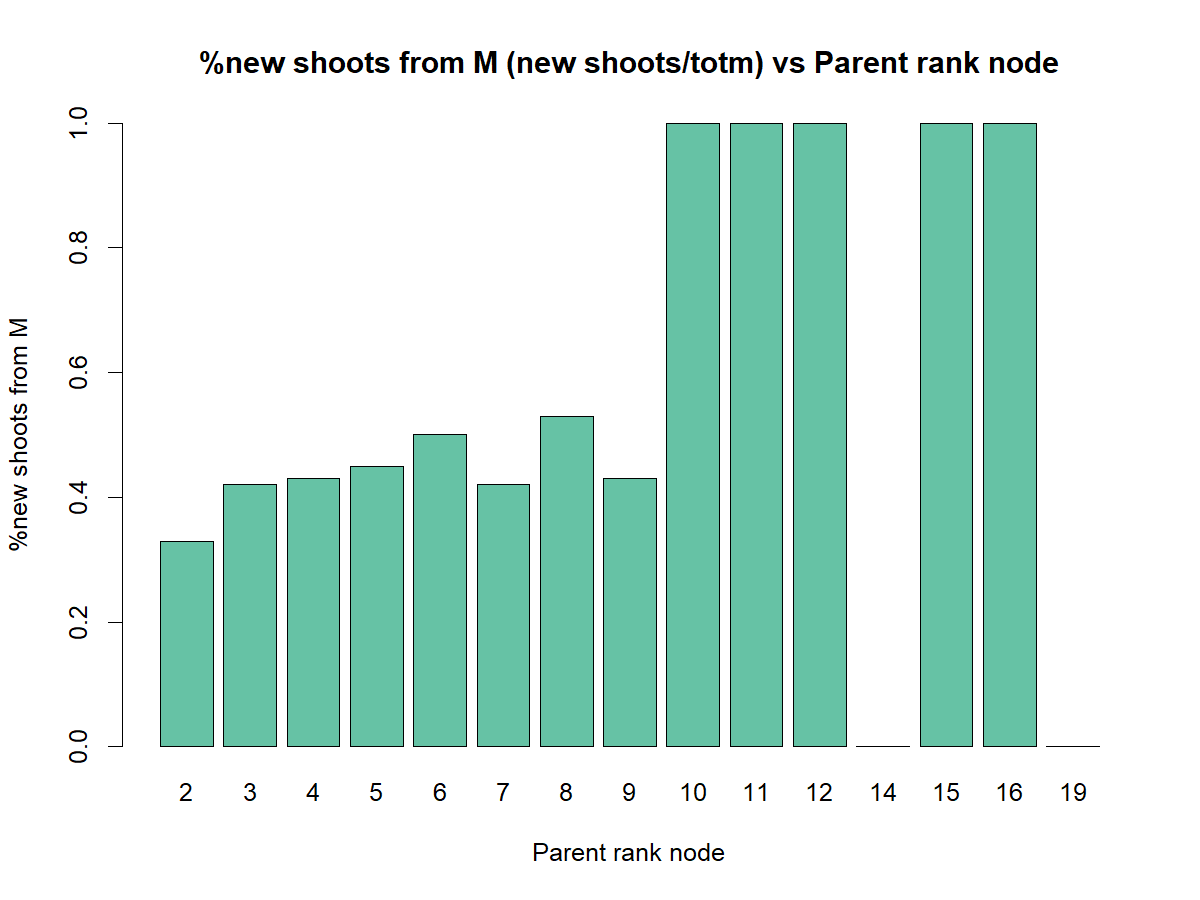 %new shoots from M (new shoots/totm) vs Parent rank node
%new shoots from M
1.0
0.8
0.6
0.4
0.2
0.0
2 3 4 5 6 7 8 9 10 11 12 14 15 16 19
Parent rank node